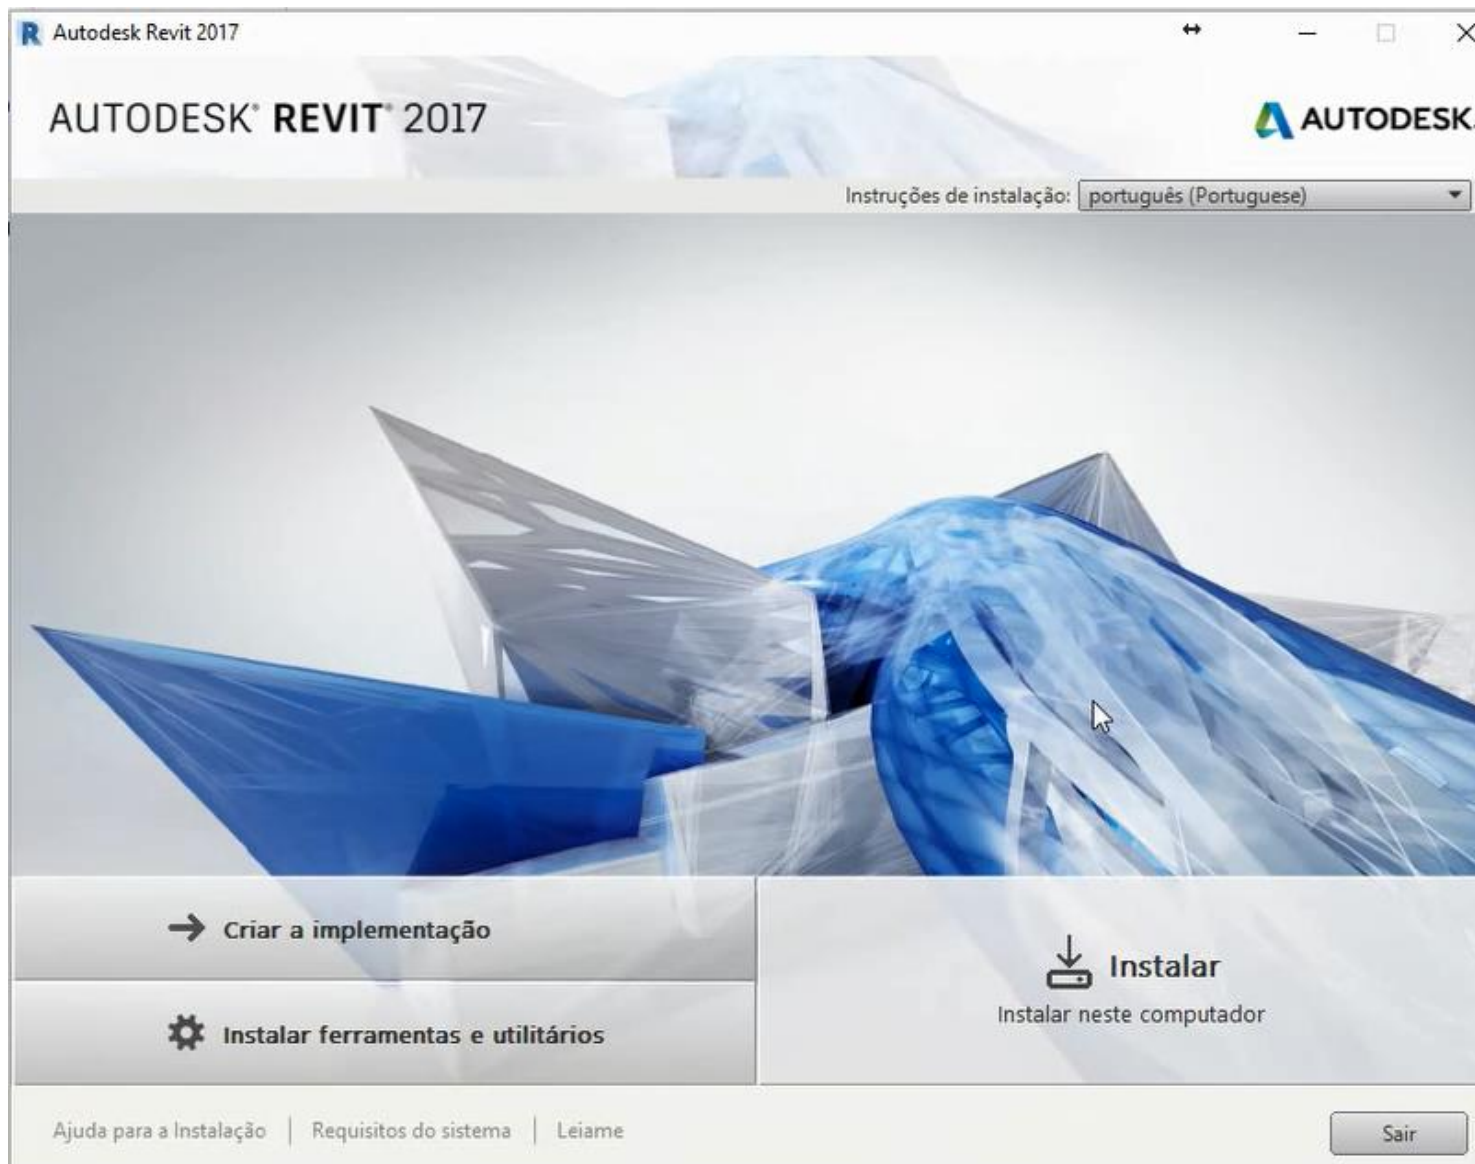 Autodesk Revit 2017
AUTODESK® REVIT® 2017
AUTODESK.
Instruções de instalação: português (Portuguese)
Criar a implementação
Instalar
Instalar neste computador
Instalar ferramentas e utilitários
Ajuda para a Instalação | Requisitos do sistema | Leiame
Sair